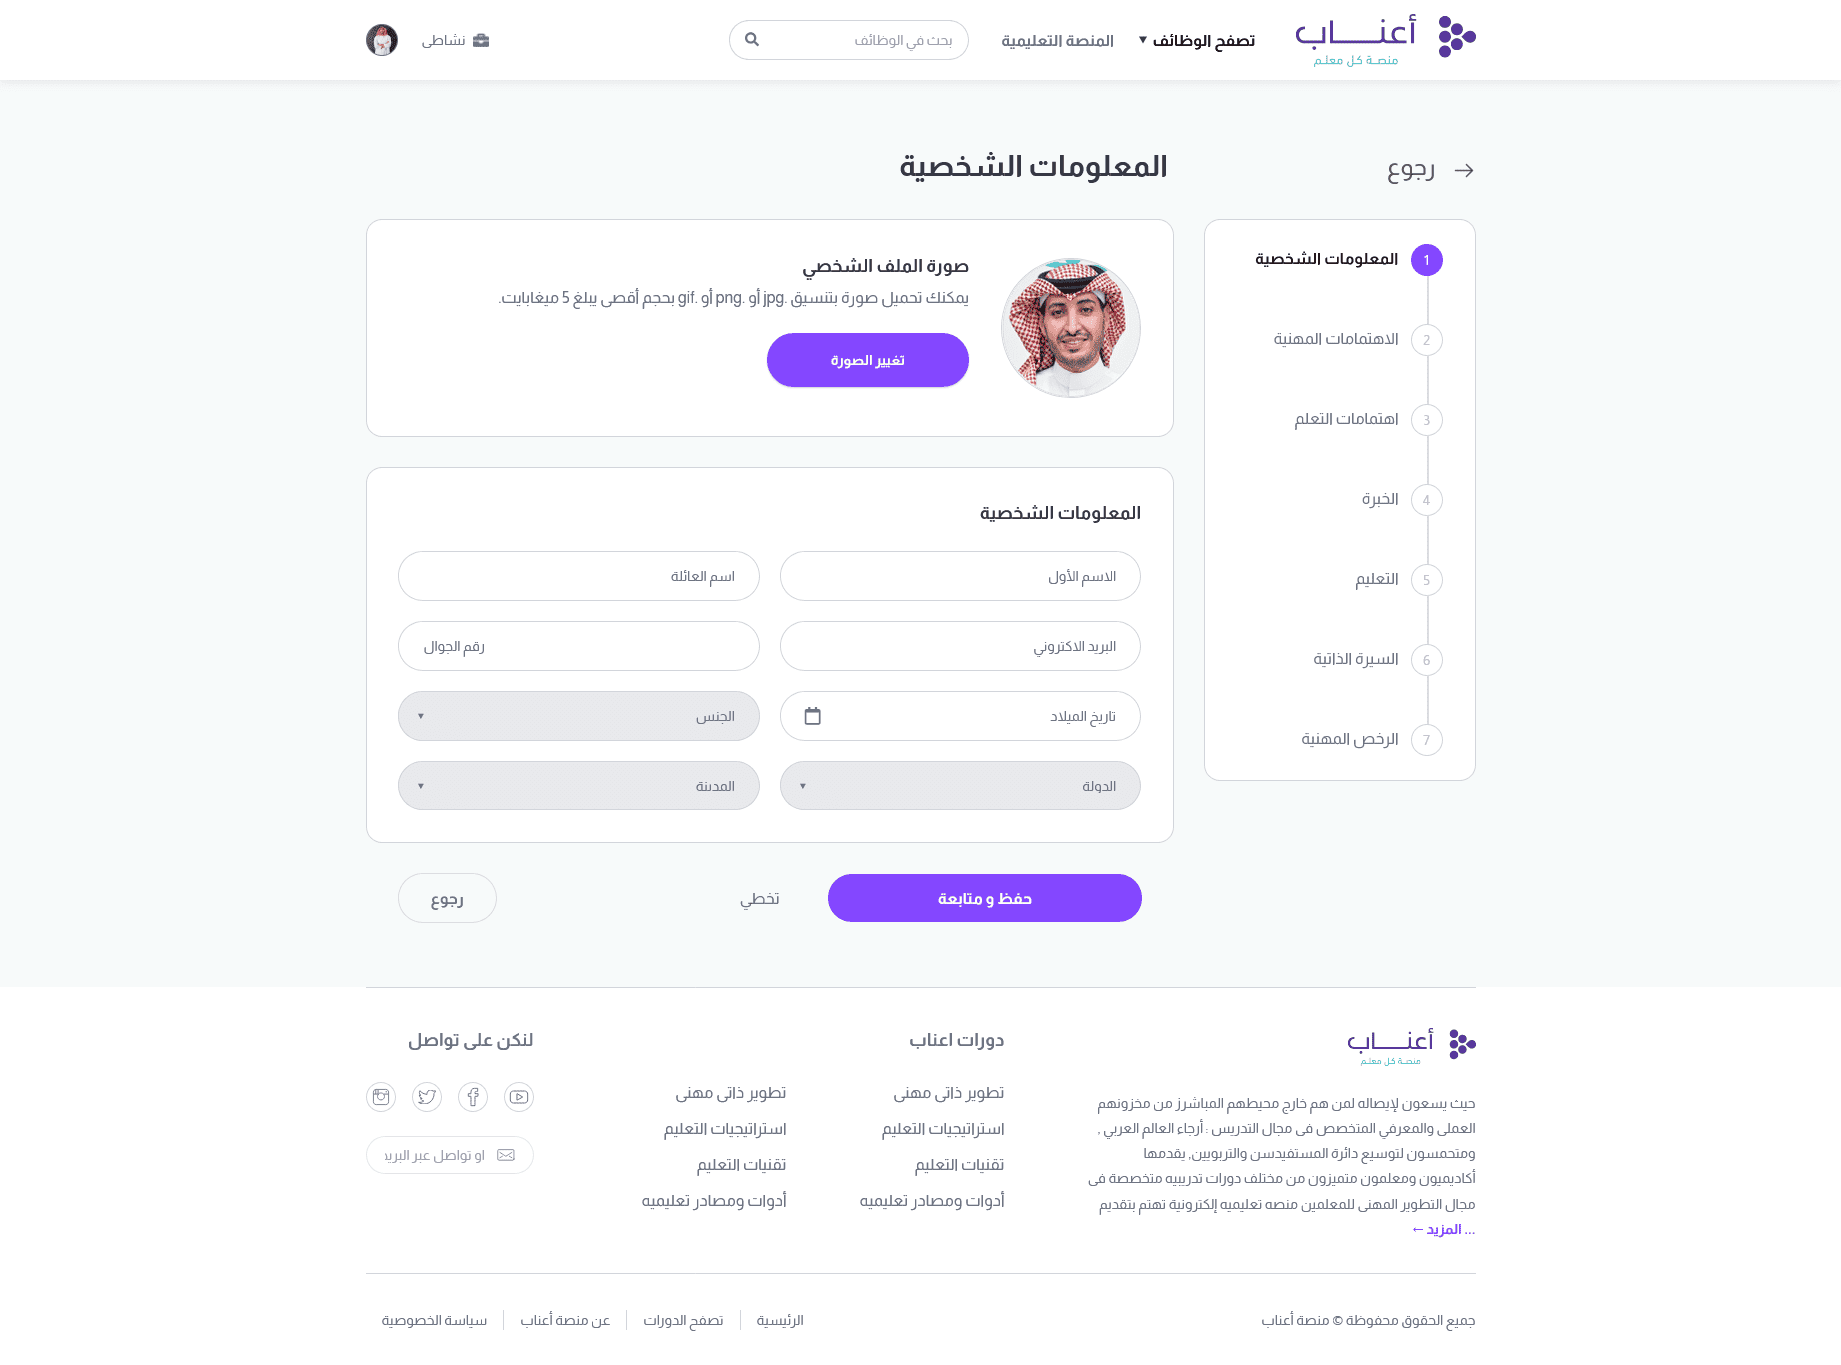 أعناب
منصة كل معلم
تصفح الوظائف
المنصة التعليمية
بحث في الوظائف
نشاطى
رجوع
المعلومات الشخصية
1 المعلومات الشخصية
2 الاهتمامات المهنية
3 اهتمامات التعلم
4 الخبرة
5 التعليم
6 السيرة الذاتية
7 الرخص المهنية
صورة الملف الشخصي
يمكنك تحميل صورة بتنسيق .jpg أو .png أو .gif بحجم أقصى يبلغ 5 ميغابايت.
تغيير الصورة
المعلومات الشخصية
الاسم الأول
اسم العائلة
البريد الاكتروني
رقم الجوال
تاريخ الميلاد
الجنس
الدولة
المدينة
حفظ و متابعة
تخطي
رجوع
أعناب
منصة كل معلم
حيث يسعون لإيصاله لمن هم خارج محيطهم المباشرز من مخزونهم
العملى والمعرفي المتخصص فى مجال التدريس : أرجاء العالم العربي ,
ومتحمسون لتوسيع دائرة المستفيدسن والتربويين, يقدمها
أكاديميون ومعلمون متميزون من مختلف دورات تدريبيه متخصصة فى
مجال التطوير المهنى للمعلمين منصه تعليميه إلكترونية تهتم بتقديم
... المزيد ←
دورات اعناب
تطوير ذاتى مهنى
استراتيجيات التعليم
تقنيات التعليم
أدوات ومصادر تعليميه
تطوير ذاتى مهنى
استراتيجيات التعليم
تقنيات التعليم
أدوات ومصادر تعليميه
لنكن على تواصل
او تواصل عبر البريد
جميع الحقوق محفوظة © منصة أعناب
الرئيسية
تصفح الدورات
عن منصة أعناب
سياسة الخصوصية